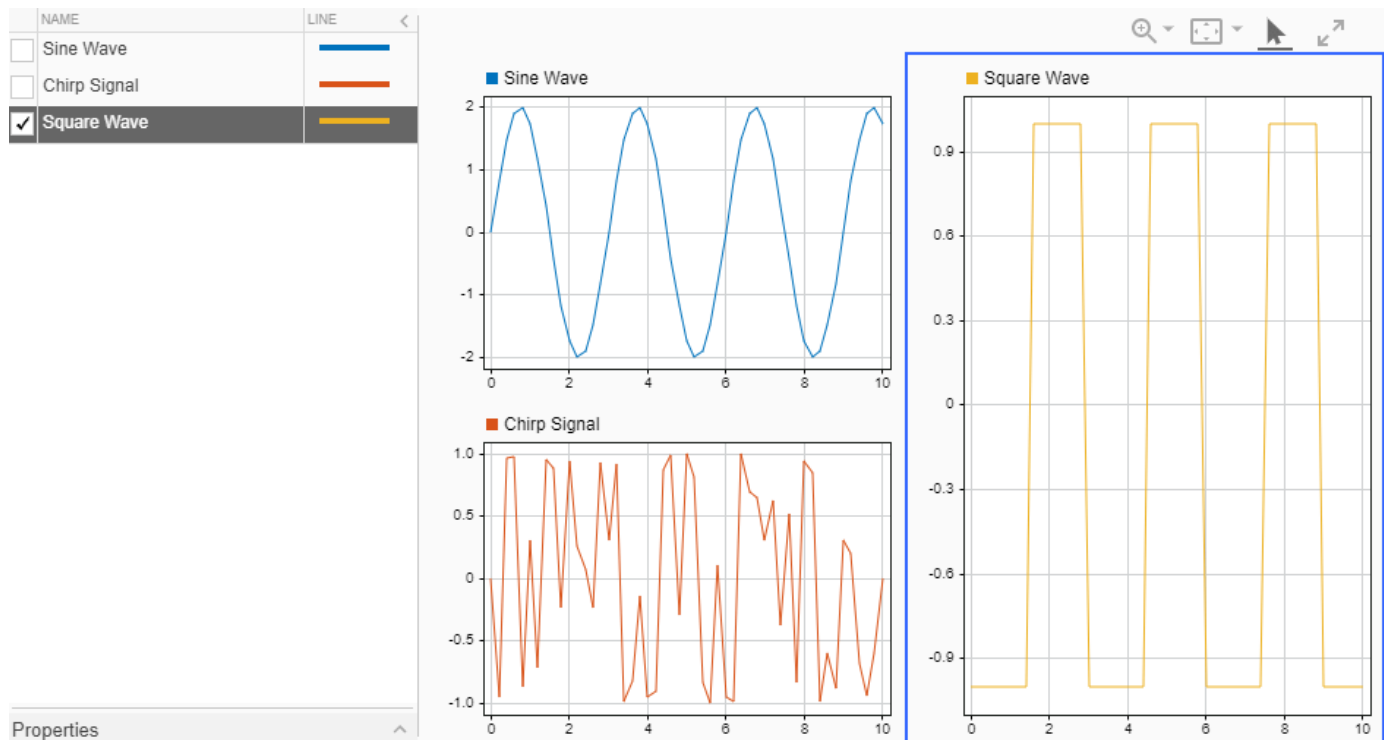 NAME LINE
Sine Wave
Chirp Signal
Square Wave
Properties
Sine Wave
2
1
0
-1
-2
0 2 4 6 8 10
Chirp Signal
1.0
0.5
0
-0.5
-1.0
0 2 4 6 8 10
Square Wave
0.9
0.6
0.3
0
-0.3
-0.6
-0.9
0 2 4 6 8 10